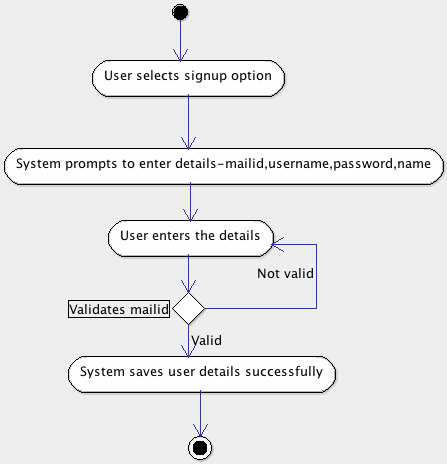 User selects signup option
System prompts to enter details-mailid,username,password,name
User enters the details
Not valid
Validates mailid
Valid
System saves user details successfully